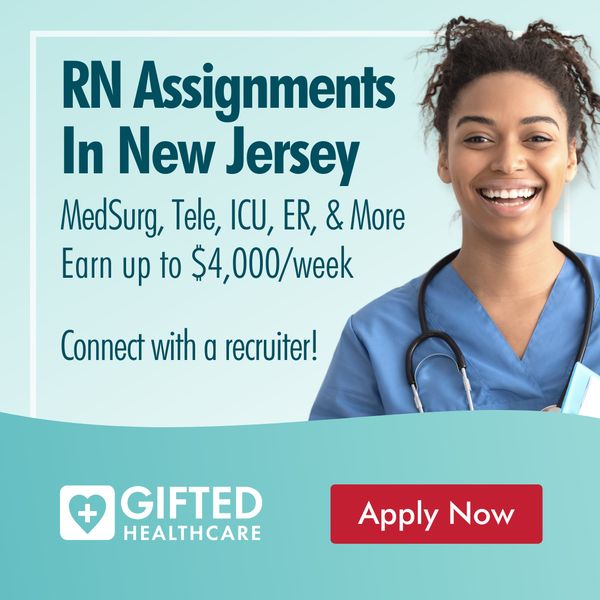 RN Assignments
In New Jersey
MedSurg, Tele, ICU, ER, & More
Earn up to $4,000/week
Connect with a recruiter!
GIFTED
HEALTHCARE
Apply Now